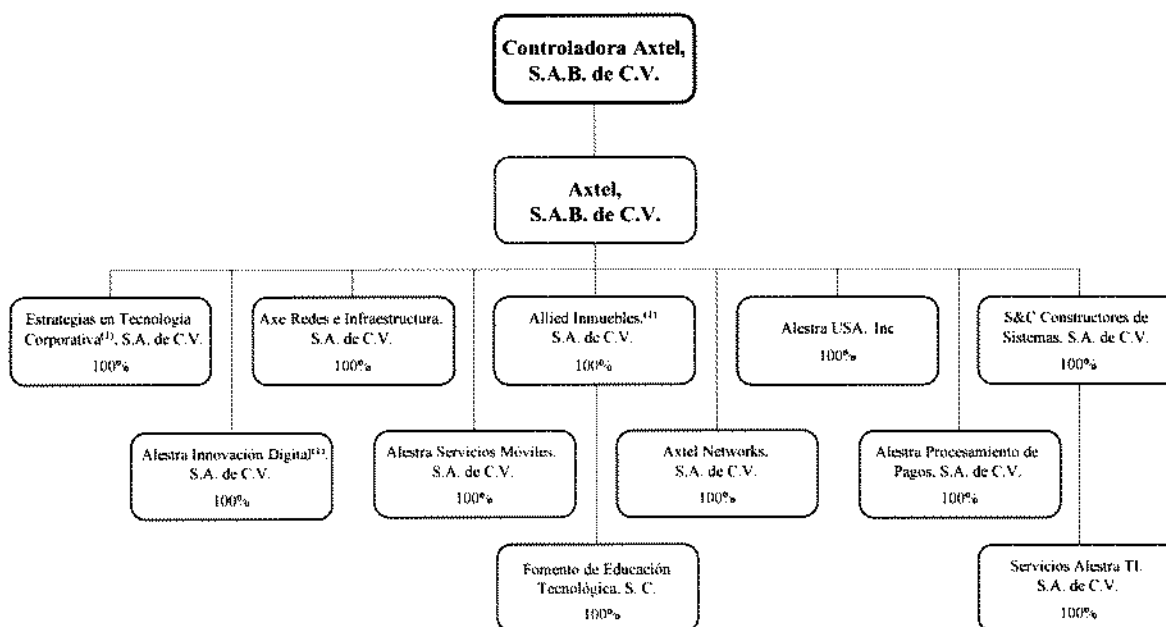 Controladora Axtel,
S.A.B. de C.V.
Axtel,
S.A.B. de C.V.
Estrategias en Tecnología
Corporativa(1), S.A. de C.V.
100%
Axe Redes e Infraestructura.
S.A. de C.V.
100%
Allied Inmuebles.(1)
S.A. de C.V.
100%
Alestra USA. Inc
100%
S&C Constructores de
Sistemas. S.A. de C.V.
100%
Alestra Innovación Digital(1).
S.A. de C.V.
100%
Alestra Servicios Móviles.
S.A. de C.V.
100%
Axtel Networks.
S.A. de C.V.
100%
Alestra Procesamiento de
Pagos. S.A. de C.V.
100%
Fomento de Educación
Tecnológica. S. C.
100%
Servicios Alestra TI.
S.A. de C.V.
100%